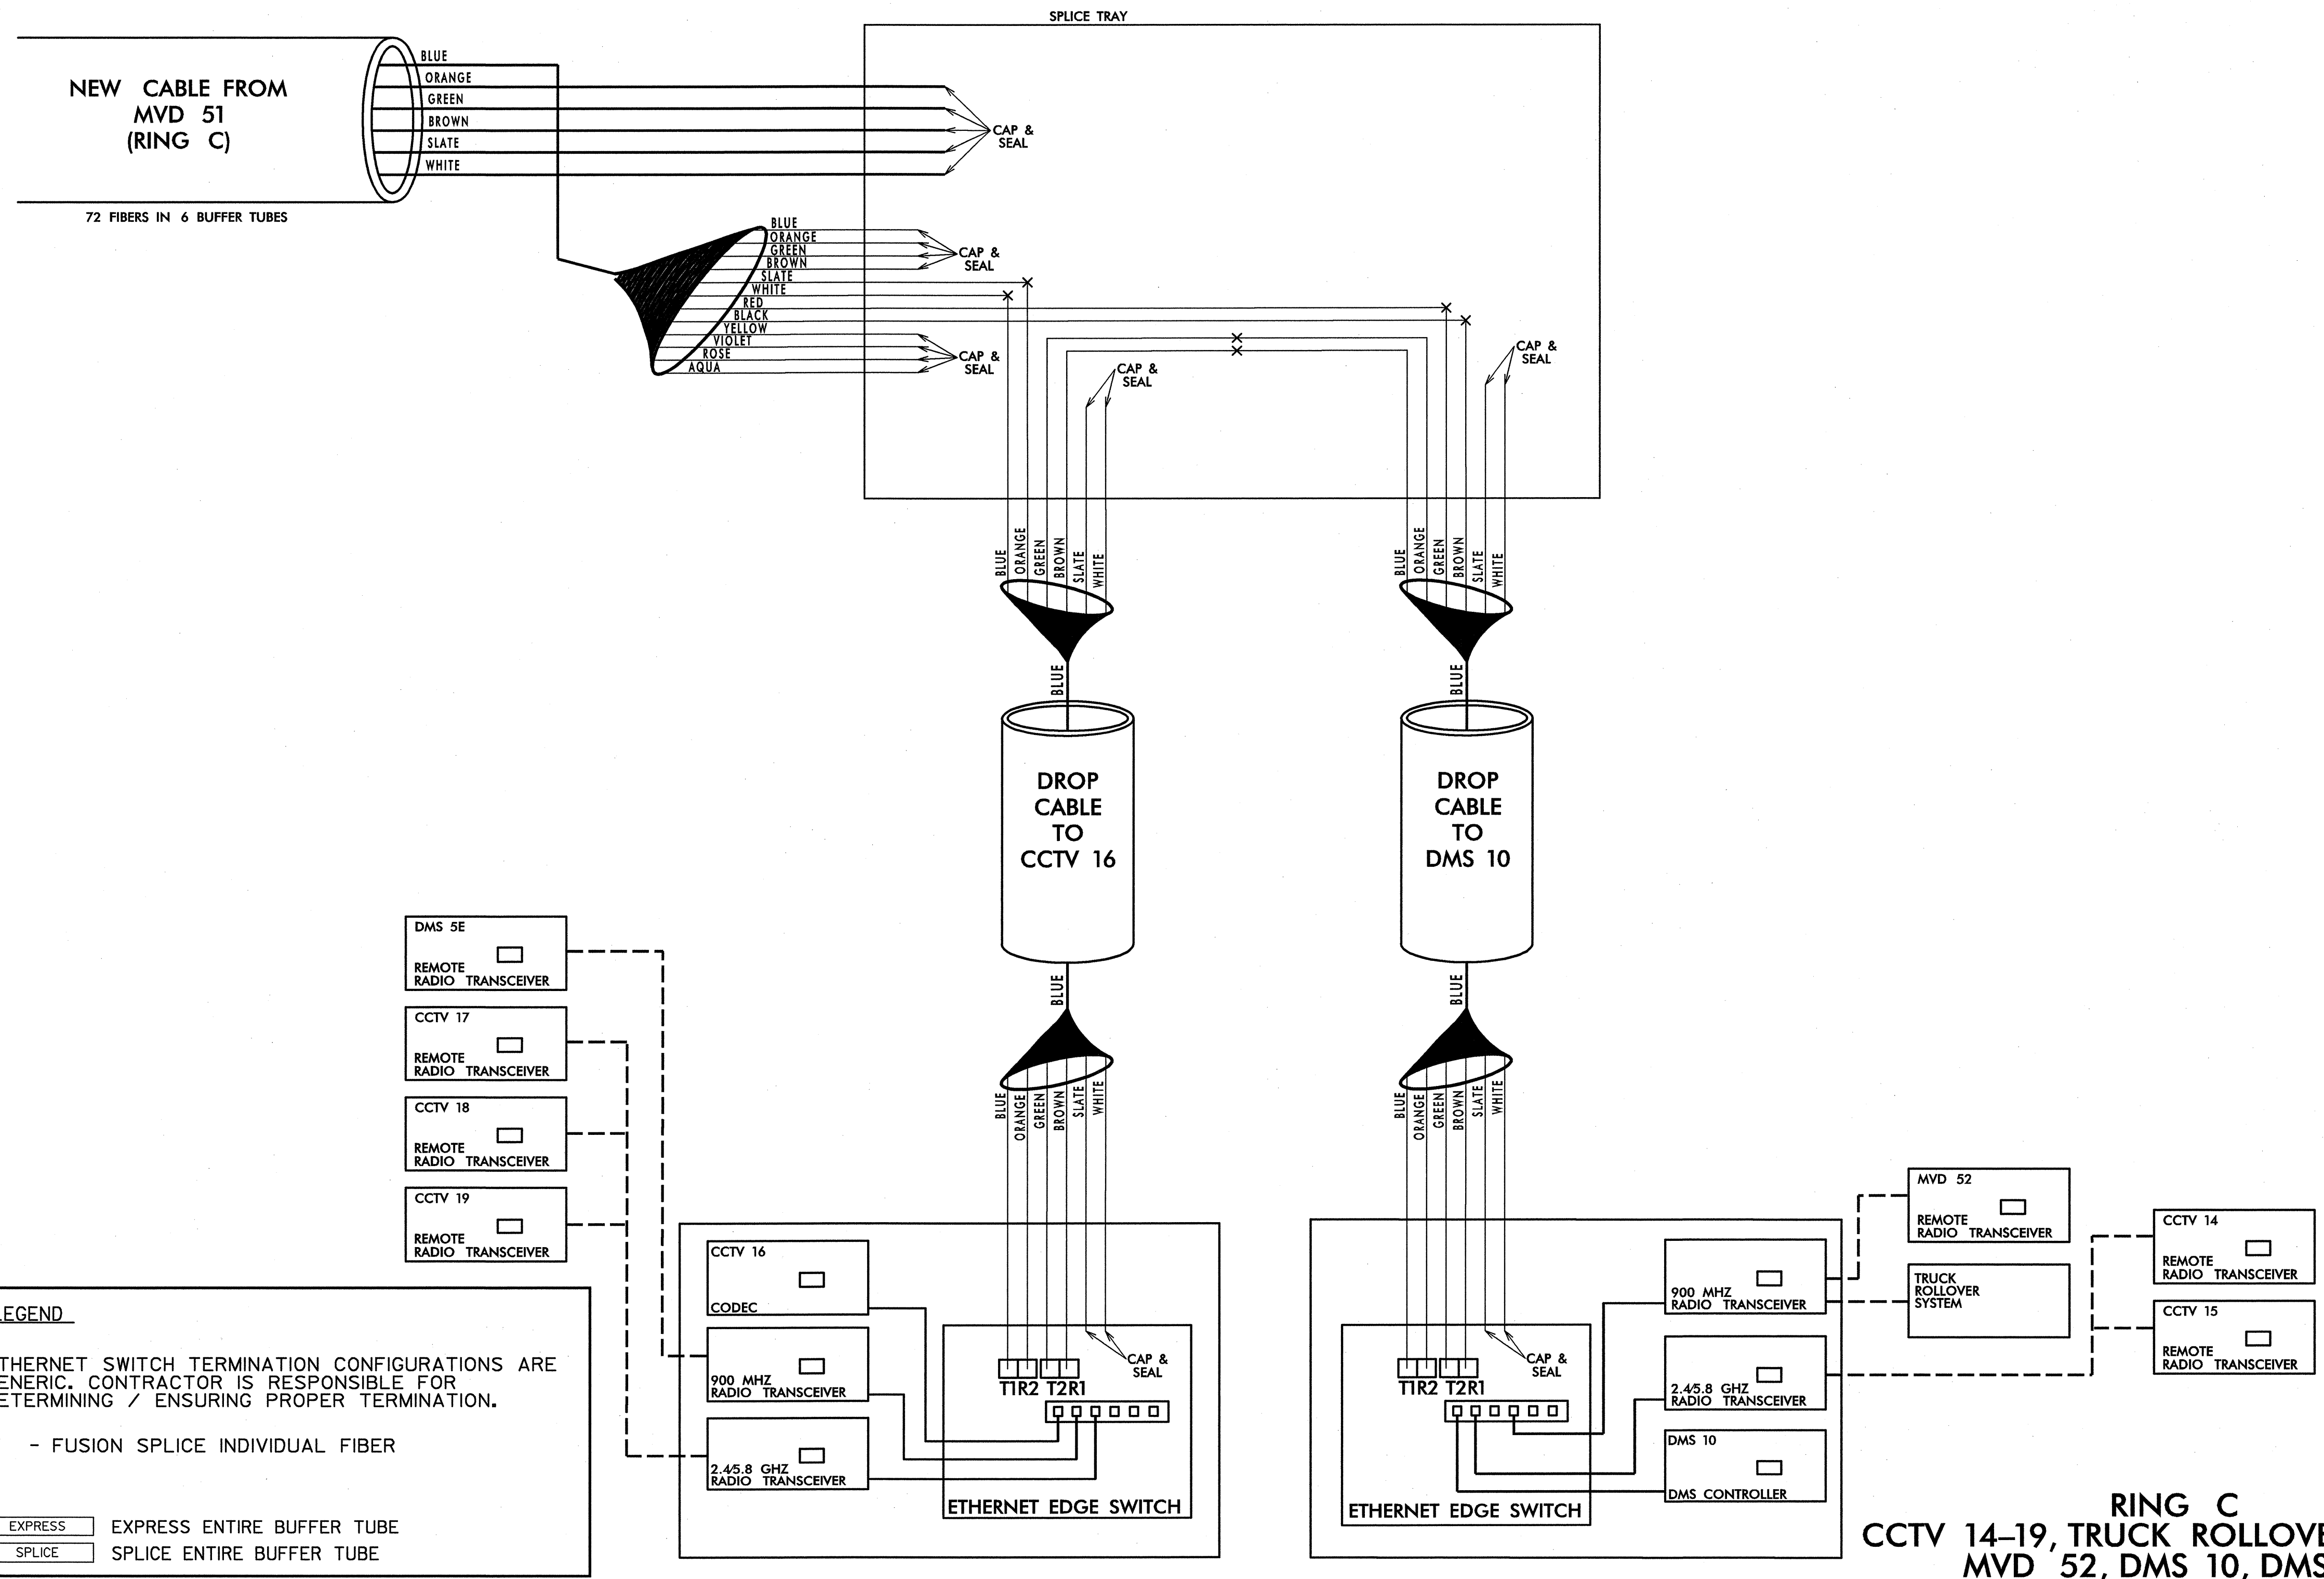 SPLICE TRAY
NEW CABLE FROM
MVD 51
(RING C)
72 FIBERS IN 6 BUFFER TUBES
BLUE
ORANGE
GREEN
BROWN
SLATE
WHITE
CAP &
SEAL
BLUE
ORANGE
GREEN
BROWN
SLATE
WHITE
RED
BLACK
YELLOW
VIOLET
ROSE
AQUA
CAP &
SEAL
CAP &
SEAL
CAP &
SEAL
CAP &
SEAL
BLUE
ORANGE
GREEN
BROWN
SLATE
WHITE
BLUE
ORANGE
GREEN
BROWN
SLATE
WHITE
BLUE
BLUE
DROP
CABLE
TO
CCTV 16
DROP
CABLE
TO
DMS 10
BLUE
BLUE
BLUE
ORANGE
GREEN
BROWN
SLATE
WHITE
BLUE
ORANGE
GREEN
BROWN
SLATE
WHITE
DMS 5E
REMOTE
RADIO TRANSCEIVER
CCTV 17
REMOTE
RADIO TRANSCEIVER
CCTV 18
REMOTE
RADIO TRANSCEIVER
CCTV 19
REMOTE
RADIO TRANSCEIVER
CCTV 16
CODEC
900 MHZ
RADIO TRANSCEIVER
2.4/5.8 GHZ
RADIO TRANSCEIVER
CAP &
SEAL
T1R2 T2R1
ETHERNET EDGE SWITCH
CAP &
SEAL
T1R2 T2R1
ETHERNET EDGE SWITCH
900 MHZ
RADIO TRANSCEIVER
2.4/5.8 GHZ
RADIO TRANSCEIVER
DMS 10
DMS CONTROLLER
MVD 52
REMOTE
RADIO TRANSCEIVER
TRUCK
ROLLOVER
SYSTEM
CCTV 14
REMOTE
RADIO TRANSCEIVER
CCTV 15
REMOTE
RADIO TRANSCEIVER
EGEND
THERNET SWITCH TERMINATION CONFIGURATIONS ARE
ENERIC. CONTRACTOR IS RESPONSIBLE FOR
ETERMINING / ENSURING PROPER TERMINATION.
- FUSION SPLICE INDIVIDUAL FIBER
EXPRESS EXPRESS ENTIRE BUFFER TUBE
SPLICE SPLICE ENTIRE BUFFER TUBE
RING C
CCTV 14-19, TRUCK ROLLOVE
MVD 52, DMS 10, DMS